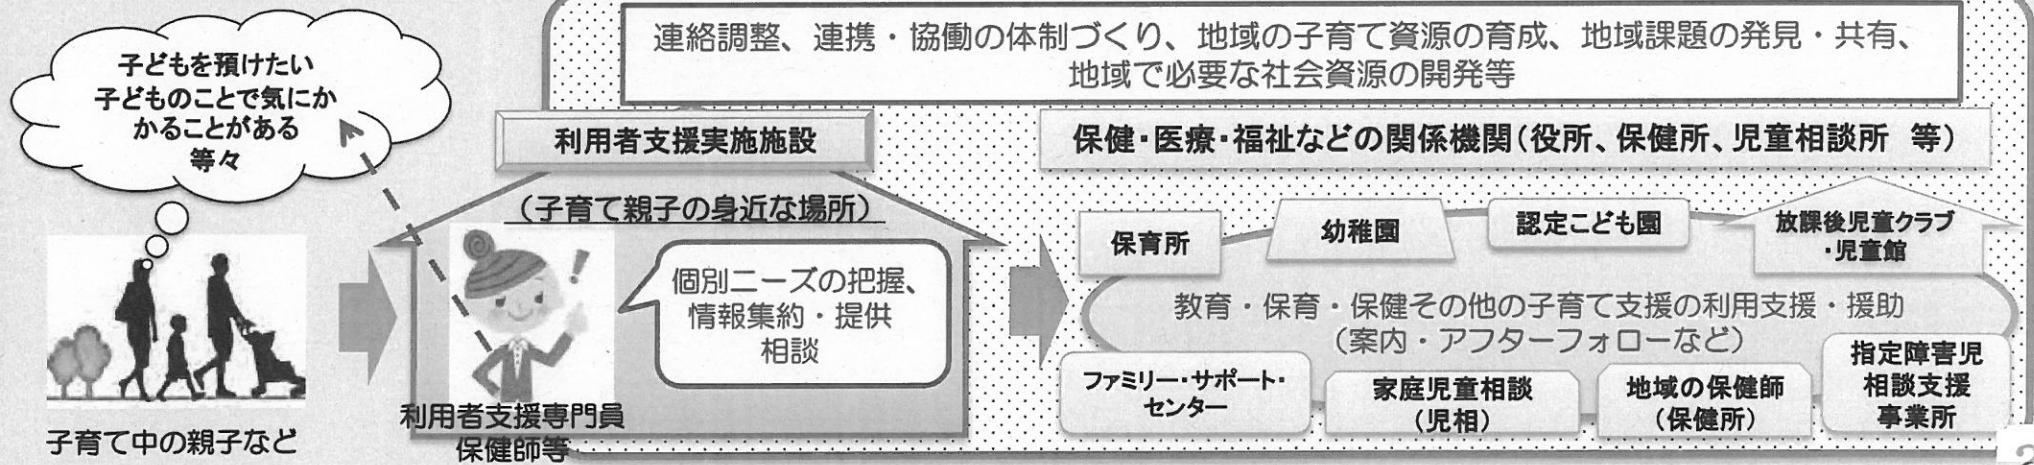 連絡調整、連携・協働の体制づくり、地域の子育て資源の育成、地域課題の発見・共有、
地域で必要な社会資源の開発等
子どもを預けたい
子どものことで気にか
かることがある
等々
利用者支援実施施設
保健・医療・福祉などの関係機関（役所、保健所、児童相談所　等）
（子育て親子の身近な場所）
個別ニーズの把握、
情報集約・提供
相談
利用者支援専門員
保健師等
子育て中の親子など
保育所
幼稚園
認定こども園
放課後児童クラブ
・児童館
教育・保育・保健その他の子育て支援の利用支援・援助
（案内・アフターフォローなど）
ファミリー・サポート・
センター
家庭児童相談
（児相）
地域の保健師
（保健所）
指定障害児
相談支援
事業所